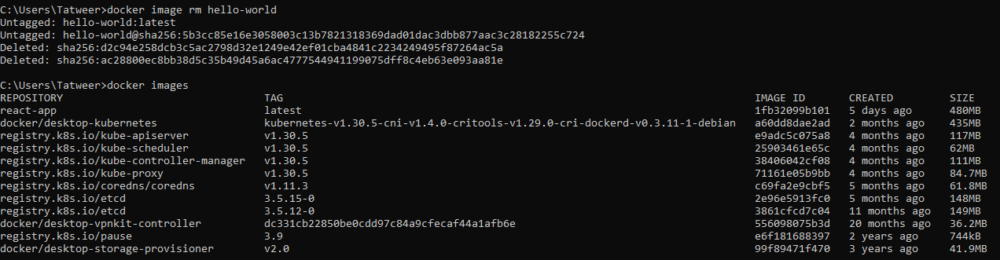 C:\Users\Tatweer>docker image rm hello-world
Untagged: hello-world:latest
Untagged: hello-world@sha256:5b3cc85e16e3058003c13b7821318369dad01dac3dbb877aac3c28182255c724
Deleted: sha256:d2c94e258dcb3c5ac2798d32e1249e42ef01cba4841c2234249495f87264ac5a
Deleted: sha256:ac28800ec8bb38d5c35b49d45a6ac4777544941199075dff8c4eb63e093aa81e
C:\Users\Tatweer>docker images
REPOSITORY TAG IMAGE ID CREATED SIZE
react-app latest 1fb32099b101 5 days ago 480MB
docker/desktop-kubernetes kubernetes-v1.30.5-cni-v1.4.0-critools-v1.29.0-cri-dockerd-v0.3.11-1-debian a60dd8dae2ad 2 months ago 435MB
registry.k8s.io/kube-apiserver v1.30.5 e9adc5c075a8 4 months ago 117MB
registry.k8s.io/kube-scheduler v1.30.5 25903461e65c 4 months ago 62MB
registry.k8s.io/kube-controller-manager v1.30.5 38406042cf08 4 months ago 111MB
registry.k8s.io/kube-proxy v1.30.5 71161e05b9bb 4 months ago 84.7MB
registry.k8s.io/coredns/coredns v1.11.3 c69fa2e9cbf5 5 months ago 61.8MB
registry.k8s.io/etcd 3.5.15-0 2e96e5913fc0 5 months ago 148MB
registry.k8s.io/etcd 3.5.12-0 3861cfcd7c04 11 months ago 149MB
docker/desktop-vpnkit-controller dc331cb22850be0cdd97c84a9cfecaf44a1afb6e 556098075b3d 20 months ago 36.2MB
registry.k8s.io/pause 3.9 e6f181688397 2 years ago 744kB
docker/desktop-storage-provisioner v2.0 99f89471f470 3 years ago 41.9MB